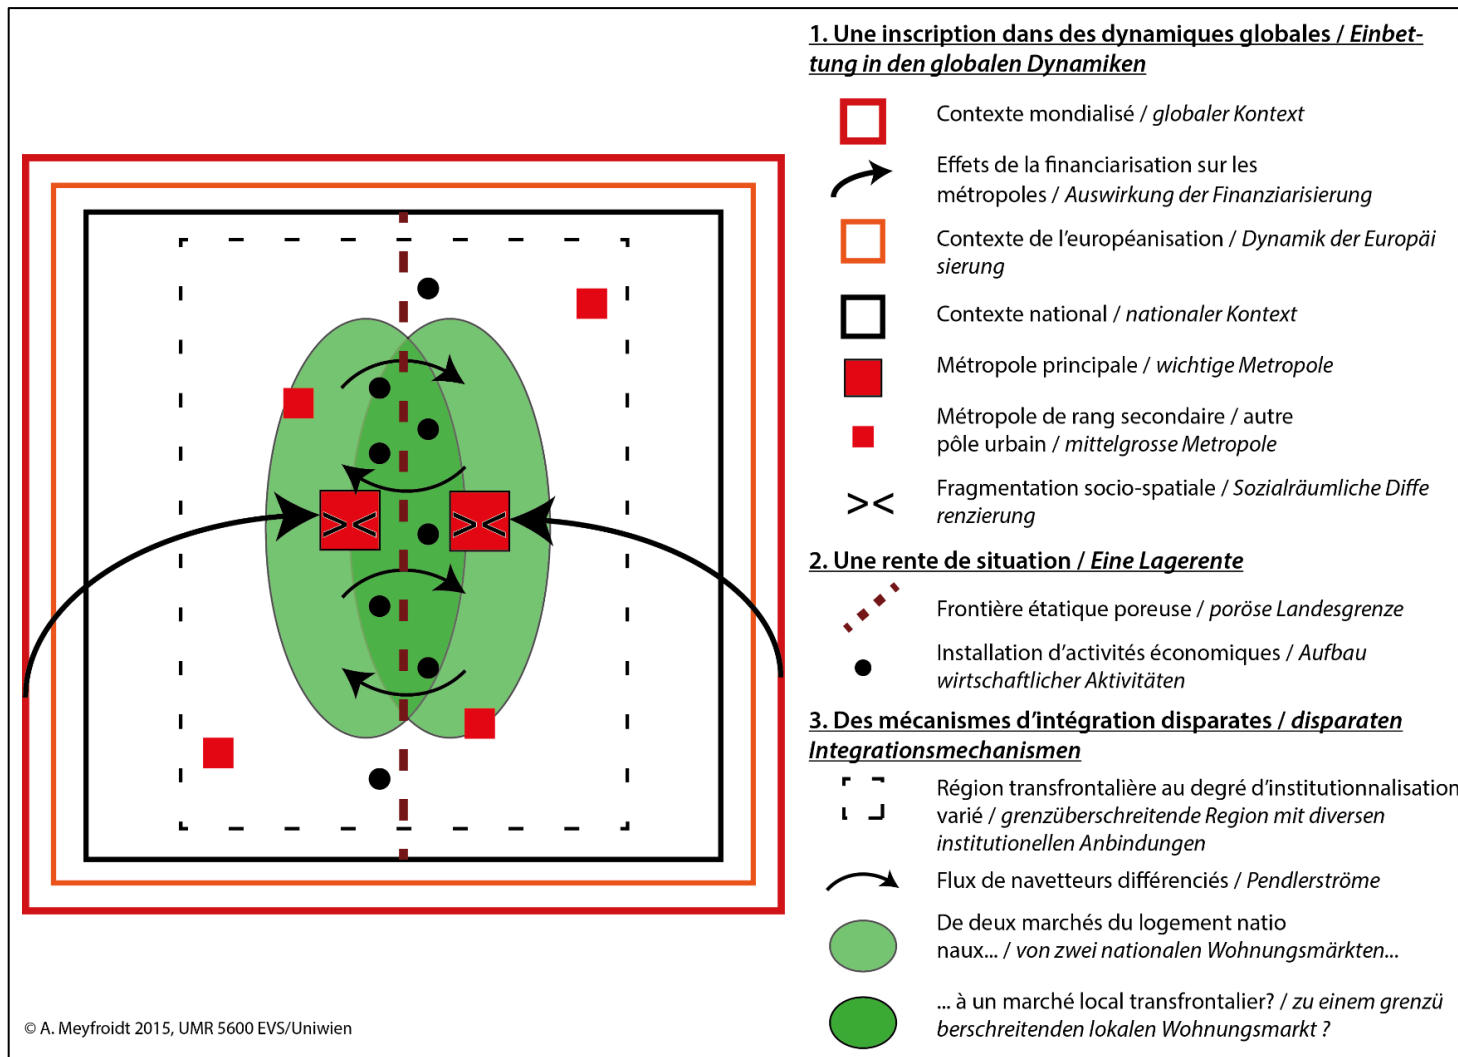 1. Une inscription dans des dynamiques globales / Einbet-
tung in den globalen Dynamiken
Contexte mondialisé / globaler Kontext
Effets de la financiarisation sur les
métropoles / Auswirkung der Finanziarisierung
Contexte de l'européanisation / Dynamik der Europäi
sierung
Contexte national / nationaler Kontext
Métropole principale / wichtige Metropole
Métropole de rang secondaire / autre
pôle urbain / mittelgrosse Metropole
>< Fragmentation socio-spatiale / Sozialräumliche Diffe
renzierung
2. Une rente de situation / Eine Lagerente
Frontière étatique poreuse / poröse Landesgrenze
Installation d'activités économiques / Aufbau
wirtschaftlicher Aktivitäten
3. Des mécanismes d'intégration disparates / disparaten
Integrationsmechanismen
Région transfrontalière au degré d'institutionnalisation
varié / grenzüberschreitende Region mit diversen
institutionellen Anbindungen
Flux de navetteurs différenciés / Pendlerströme
De deux marchés du logement natio
naux... / von zwei nationalen Wohnungsmärkten...
... à un marché local transfrontalier? / zu einem grenzü
berschreitenden lokalen Wohnungsmarkt ?
>< ><
© A. Meyfroidt 2015, UMR 5600 EVS/Uniwien